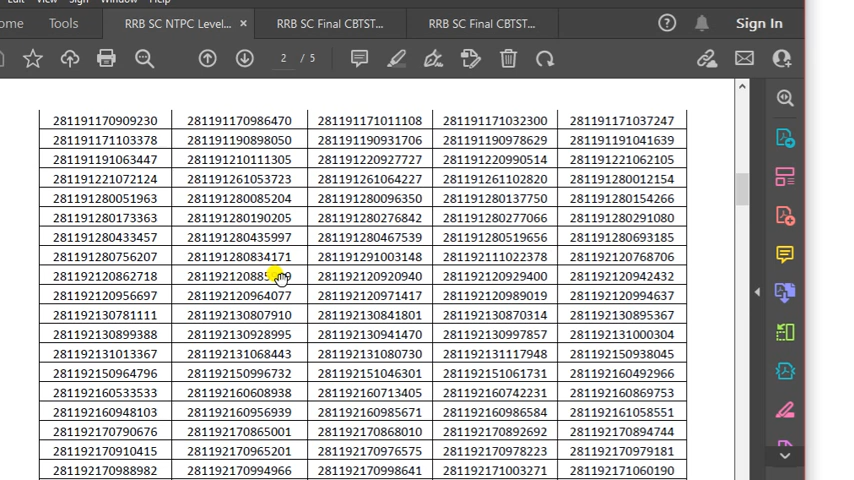 Tools
RRB SC NTPC Level... ×
RRB SC Final CBTST...
RRB SC Final CBTST...
?
Sign In
2 / 5
281191170909230 281191170986470 281191171011108 281191171032300 281191171037247
281191171103378 281191190898050 281191190931706 281191190978629 281191191041639
281191191063447 281191210111305 281191220927727 281191220990514 281191221062105
281191221072124 281191261053723 281191261064227 281191261102820 281191280012154
281191280051963 281191280085204 281191280096350 281191280137750 281191280154266
281191280173363 281191280190205 281191280276842 281191280277066 281191280291080
281191280433457 281191280435997 281191280467539 281191280519656 281191280693185
281191280756207 281191280834171 281191291003148 281192111022378 281192120768706
281192120862718 281192120920940 281192120929400 281192120942432
281192120956697 281192120964077 281192120971417 281192120989019 281192120994637
281192130781111 281192130807910 281192130841801 281192130870314 281192130895367
281192130899388 281192130928995 281192130941470 281192130997857 281192131000304
281192131013367 281192131068443 281192131080730 281192131117948 281192150938045
281192150964796 281192150996732 281192151046301 281192151061731 281192160492966
281192160533533 281192160608938 281192160713405 281192160742231 281192160869753
281192160948103 281192160956939 281192160985671 281192160986584 281192161058551
281192170790676 281192170865001 281192170868010 281192170892692 281192170894744
281192170910415 281192170965201 281192170976575 281192170978223 281192170979181
281192170988982 281192170994966 281192170998641 281192171003271 281192171060190